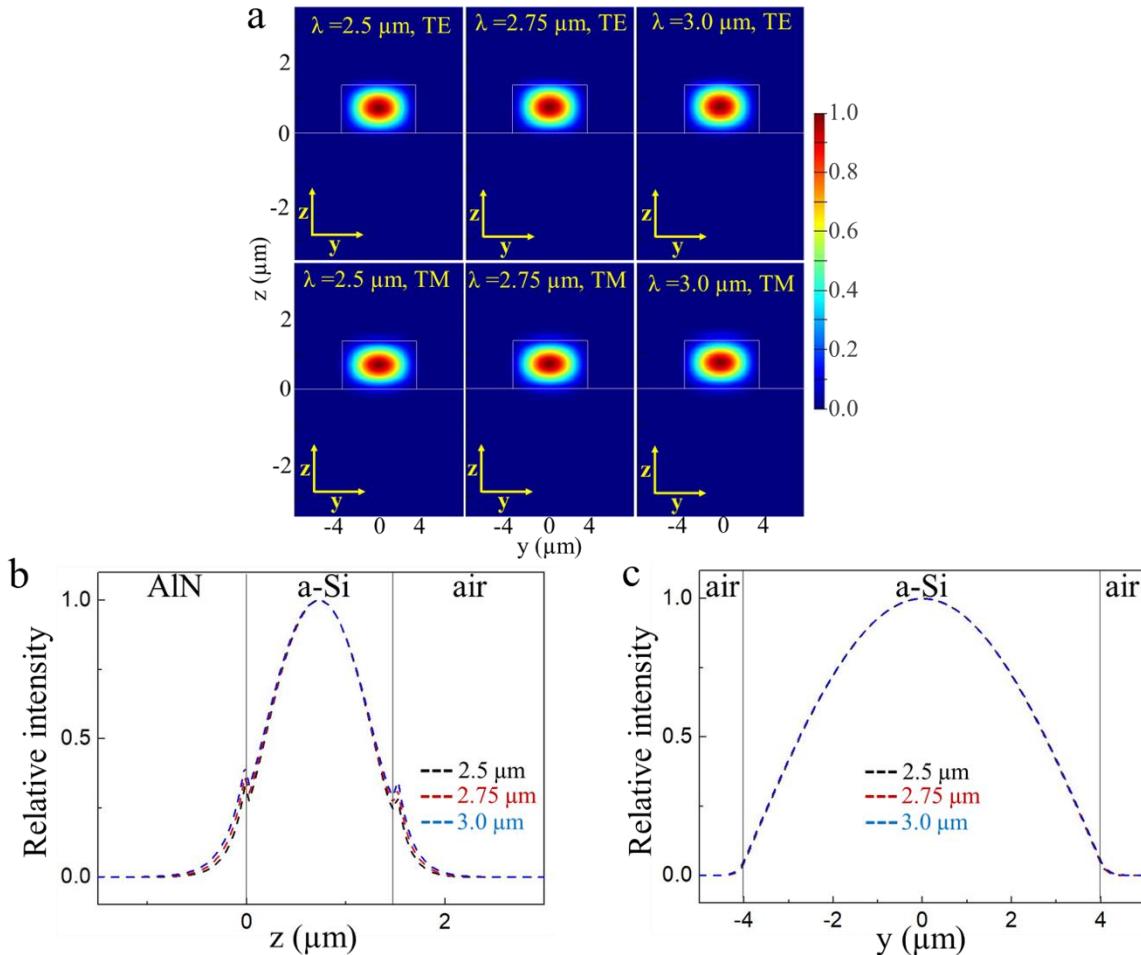 a
λ =2.5 µm, TE
λ =2.75 µm, TE
λ =3.0 µm, TE
2
0
-2
z
y
z
y
z
y
1.0
0.8
0.6
0.4
0.2
0.0
z (µm)
λ =2.5 µm, TM
λ =2.75 µm, TM
λ =3.0 µm, TM
2
0
-2
z
y
z
y
z
y
-4 0 4
-4 0 4
-4 0 4
y (µm)
b
AlN a-Si air
1.0
0.5
0.0
Relative intensity
2.5 µm
2.75 µm
3.0 µm
0 2
z (µm)
c
air a-Si air
1.0
0.5
0.0
Relative intensity
2.5 µm
2.75 µm
3.0 µm
-4 -2 0 2 4
y (µm)